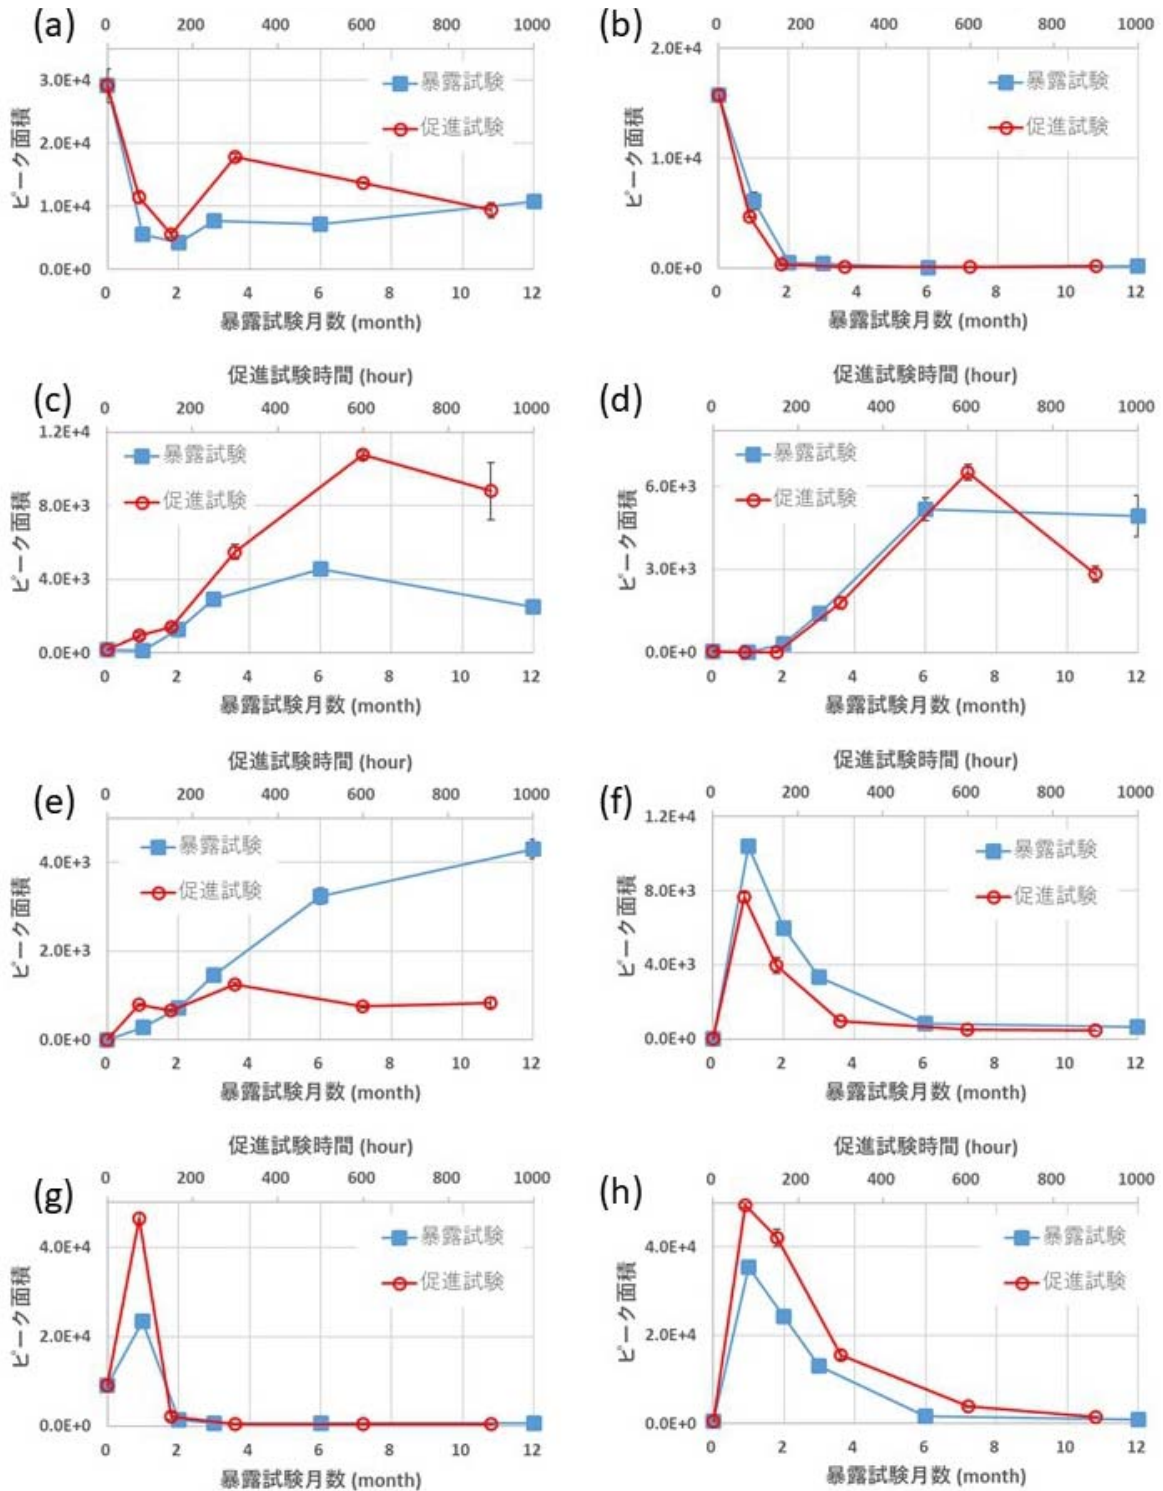 (a)
0 200 400 600 800 1000
3.0E+4
2.0E+4
1.0E+4
0.0E+0
ピーク面積
暴露試験
促進試験
0 2 4 6 8 10 12
暴露試験月数 (month)
(b)
0 200 400 600 800 1000
2.0E+4
1.0E+4
0.0E+0
ピーク面積
暴露試験
促進試験
0 2 4 6 8 10 12
暴露試験月数 (month)
促進試験時間 (hour)
(c)
0 200 400 600 800 1000
1.2E+4
8.0E+3
4.0E+3
0.0E+0
ピーク面積
暴露試験
促進試験
0 2 4 6 8 10 12
暴露試験月数 (month)
促進試験時間 (hour)
(d)
0 200 400 600 800 1000
6.0E+3
3.0E+3
0.0E+0
ピーク面積
暴露試験
促進試験
0 2 4 6 8 10 12
暴露試験月数 (month)
促進試験時間 (hour)
(e)
0 200 400 600 800 1000
4.0E+3
2.0E+3
0.0E+0
ピーク面積
暴露試験
促進試験
0 2 4 6 8 10 12
暴露試験月数 (month)
促進試験時間 (hour)
(f)
0 200 400 600 800 1000
1.2E+4
8.0E+3
4.0E+3
0.0E+0
ピーク面積
暴露試験
促進試験
0 2 4 6 8 10 12
暴露試験月数 (month)
促進試験時間 (hour)
(g)
0 200 400 600 800 1000
4.0E+4
2.0E+4
0.0E+0
ピーク面積
暴露試験
促進試験
0 2 4 6 8 10 12
暴露試験月数 (month)
促進試験時間 (hour)
(h)
0 200 400 600 800 1000
4.0E+4
2.0E+4
0.0E+0
ピーク面積
暴露試験
促進試験
0 2 4 6 8 10 12
暴露試験月数 (month)